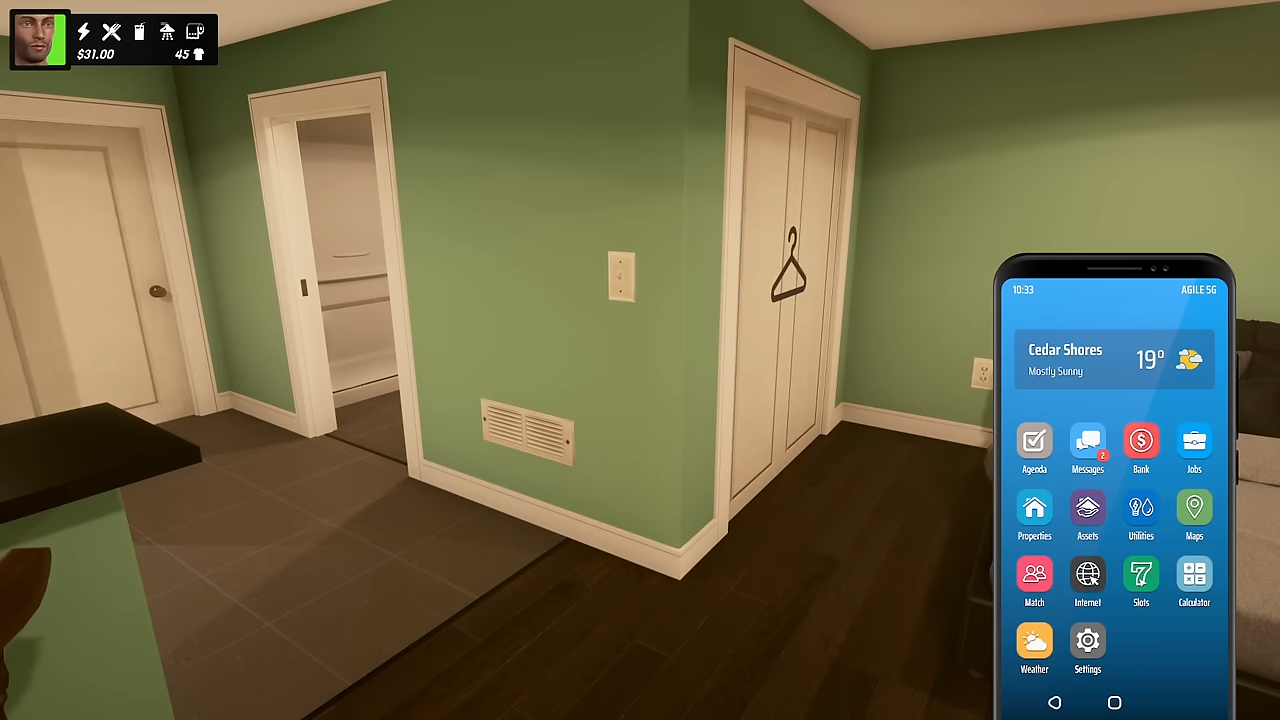 $31.00 45
10:33 AGILE 5G
Cedar Shores 19°
Mostly Sunny
Agenda Messages 2 Bank Jobs
Properties Assets Utilities Maps
Match Internet Slots Calculator
Weather Settings